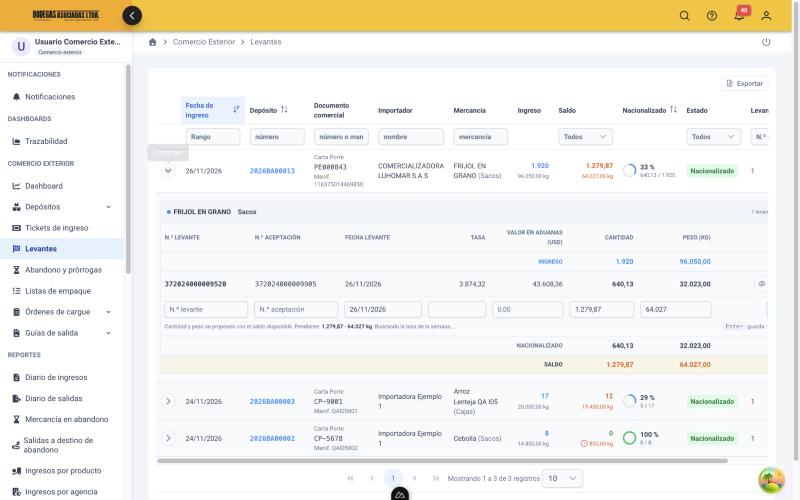 BODEGAS ASOCIADAS LTDA.
40
U
Usuario Comercio Exte...
Comercio exterior
NOTIFICACIONES
Notificaciones
DASHBOARDS
Trazabilidad
COMERCIO EXTERIOR
Dashboard
Depósitos
Tickets de ingreso
Levantes
Abandono y prórrogas
Listas de empaque
Órdenes de cargue
Guías de salida
REPORTES
Diario de ingresos
Diario de salidas
Mercancía en abandono
Salidas a destino de
abandono
Ingresos por producto
Ingresos por agencia
Comercio Exterior
Levantes
Exportar
Fecha de
ingreso
Depósito
Documento
comercial
Importador
Mercancía
Ingreso
Saldo
Nacionalizado
Estado
Levan
Rango
número
número o man
nombre
mercancía
Todos
Todos
N.º
Contraer
26/11/2026
2026BA00013
Carta Porte
PE000843
Manif.
116575014469850
COMERCIALIZADORA
LUHOMAR S.A.S
FRIJOL EN
GRANO (Sacos)
1.920
96.050,00 kg
1.279,87
64.027,00 kg
33 %
640,13 / 1.920
Nacionalizado
1
FRIJOL EN GRANO Sacos
1 levan
N.º LEVANTE
N.º ACEPTACIÓN
FECHA LEVANTE
TASA
VALOR EN ADUANAS
(USD)
CANTIDAD
PESO (KG)
INGRESO
1.920
96.050,00
372024000009520
372024000009905
26/11/2026
3.874,32
43.608,36
640,13
32.023,00
N.º levante
N.º aceptación
26/11/2026
0,00
1.279,87
64.027
Cantidad y peso se proponen con el saldo disponible. Pendiente: 1.279,87 · 64.027,00 kg. Buscando la tasa de la semana...
Enter guarda ·
NACIONALIZADO
640,13
32.023,00
SALDO
1.279,87
64.027,00
24/11/2026
2026BA00003
Carta Porte
CP-9001
Manif. QAI05001
Importadora Ejemplo
1
Arroz
Lenteja QA I05
(Cajas)
17
20.000,00 kg
12
19.450,00 kg
29 %
5 / 17
Nacionalizado
1
24/11/2026
2026BA00002
Carta Porte
CP-5678
Manif. QAI05002
Importadora Ejemplo
1
Cebolla (Sacos)
8
14.800,00 kg
0
800,00 kg
100 %
8 / 8
Nacionalizado
1
1
Mostrando 1 a 3 de 3 registros
10